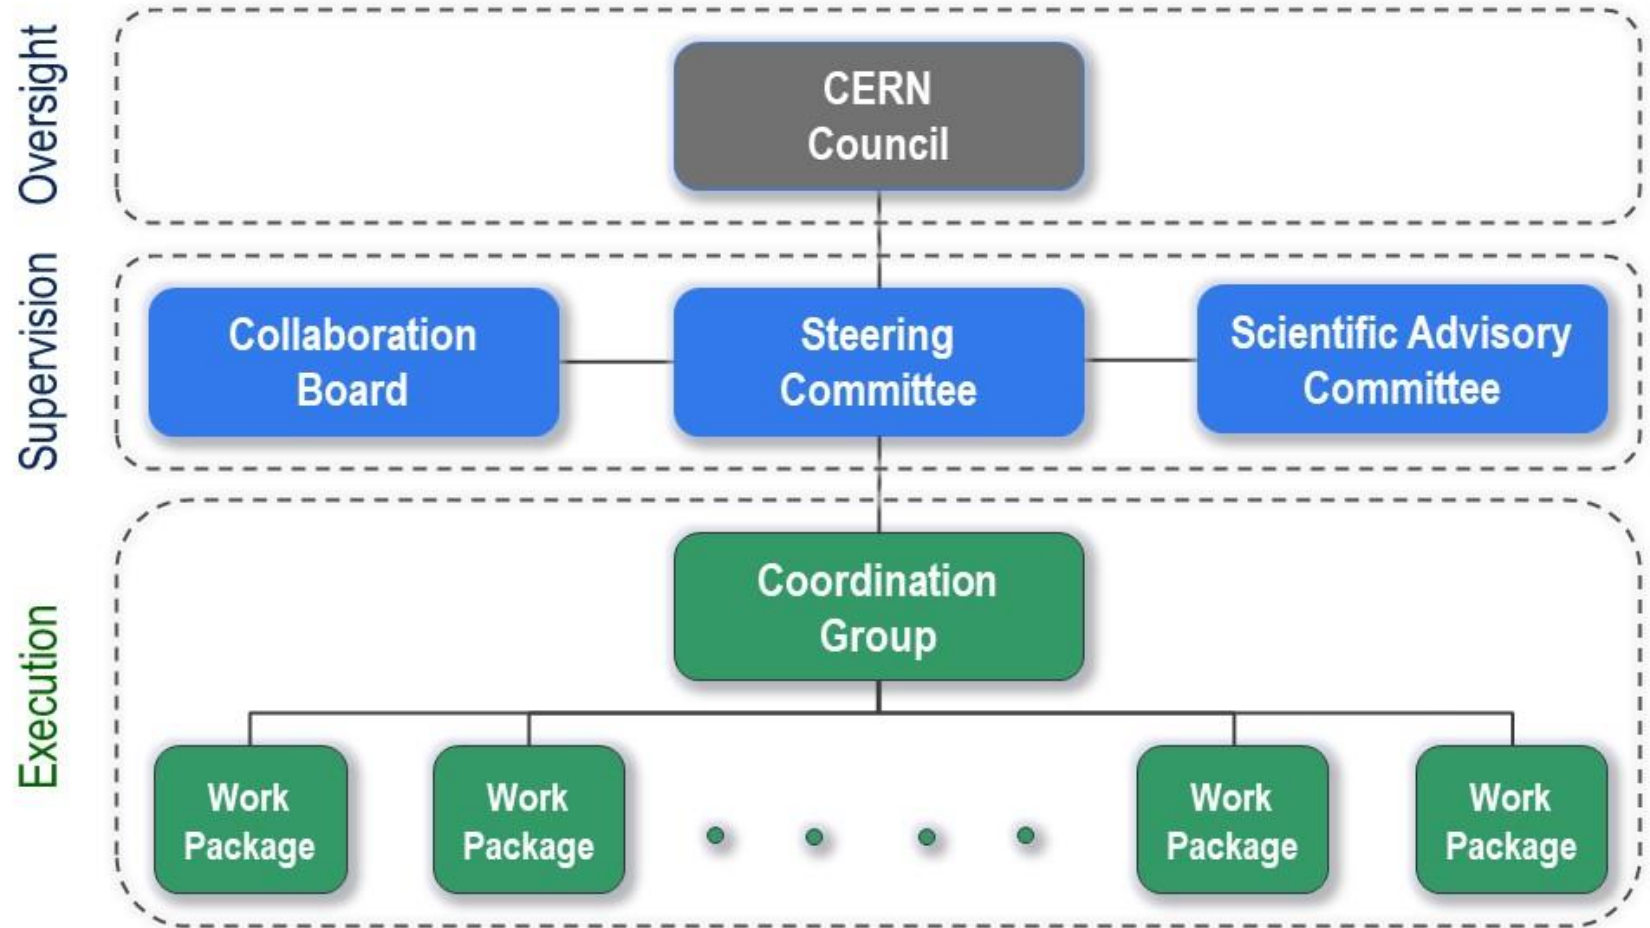 Oversight
CERN
Council
Supervision
Collaboration
Board
Steering
Committee
Scientific Advisory
Committee
Execution
Coordination
Group
Work
Package
Work
Package
Work
Package
Work
Package